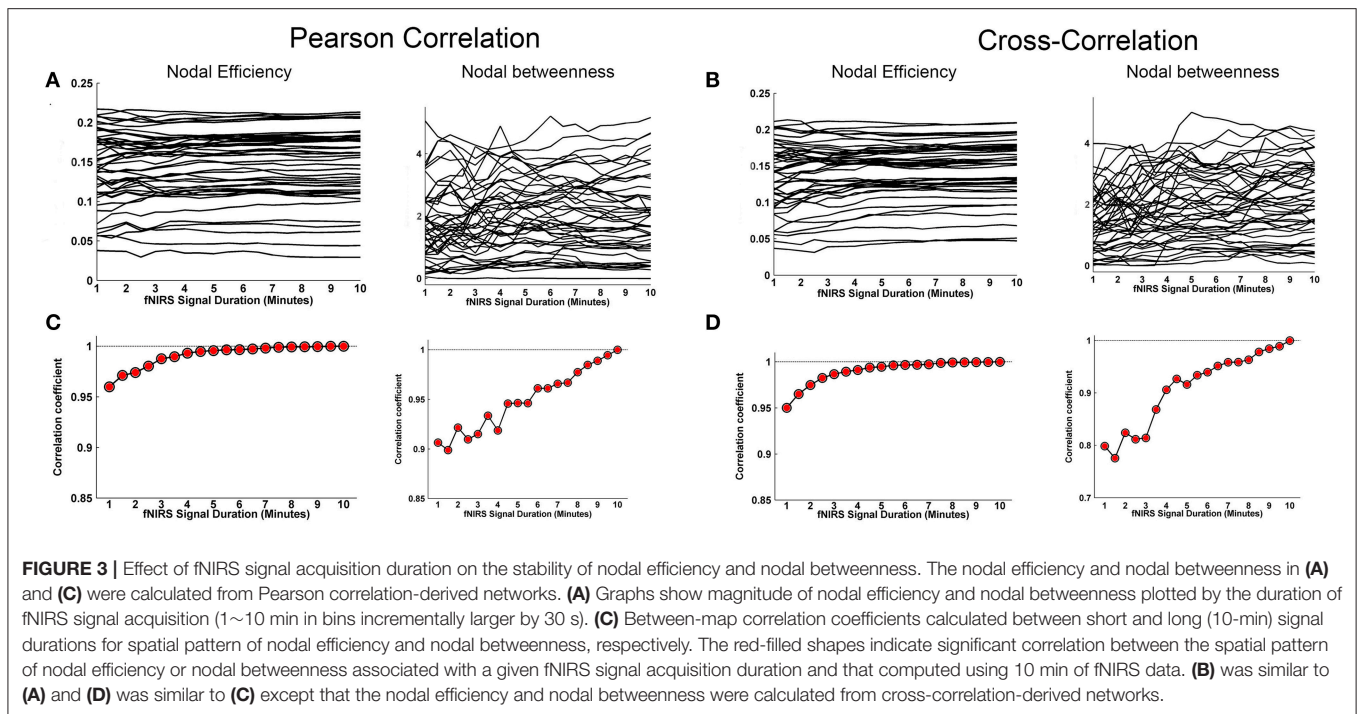 Pearson Correlation
Cross-Correlation
A
Nodal Efficiency
Nodal betweenness
0.25
0.2
0.15
0.1
0.05
0
1 2 3 4 5 6 7 8 9 10
fNIRS Signal Duration (Minutes)
4
2
0
1 2 3 4 5 6 7 8 9 10
fNIRS Signal Duration (Minutes)
B
Nodal Efficiency
Nodal betweenness
0.25
0.2
0.15
0.1
0.05
0
1 2 3 4 5 6 7 8 9 10
fNIRS Signal Duration (Minutes)
4
2
0
1 2 3 4 5 6 7 8 9 10
fNIRS Signal Duration (Minutes)
C
Correlation coefficient
1
0.95
0.9
0.85
1 2 3 4 5 6 7 8 9 10
fNIRS Signal Duration (Minutes)
Correlation coefficient
1
0.95
0.9
0.85
1 2 3 4 5 6 7 8 9 10
fNIRS Signal Duration (Minutes)
D
Correlation coefficient
1
0.95
0.9
0.85
1 2 3 4 5 6 7 8 9 10
fNIRS Signal Duration (Minutes)
Correlation coefficient
1
0.9
0.8
0.7
1 2 3 4 5 6 7 8 9 10
fNIRS Signal Duration (Minutes)
FIGURE 3 | Effect of fNIRS signal acquisition duration on the stability of nodal efficiency and nodal betweenness. The nodal efficiency and nodal betweenness in (A)
and (C) were calculated from Pearson correlation-derived networks. (A) Graphs show magnitude of nodal efficiency and nodal betweenness plotted by the duration of
fNIRS signal acquisition (1~10 min in bins incrementally larger by 30 s). (C) Between-map correlation coefficients calculated between short and long (10-min) signal
durations for spatial pattern of nodal efficiency and nodal betweenness, respectively. The red-filled shapes indicate significant correlation between the spatial pattern
of nodal efficiency or nodal betweenness associated with a given fNIRS signal acquisition duration and that computed using 10 min of fNIRS data. (B) was similar to
(A) and (D) was similar to (C) except that the nodal efficiency and nodal betweenness were calculated from cross-correlation-derived networks.